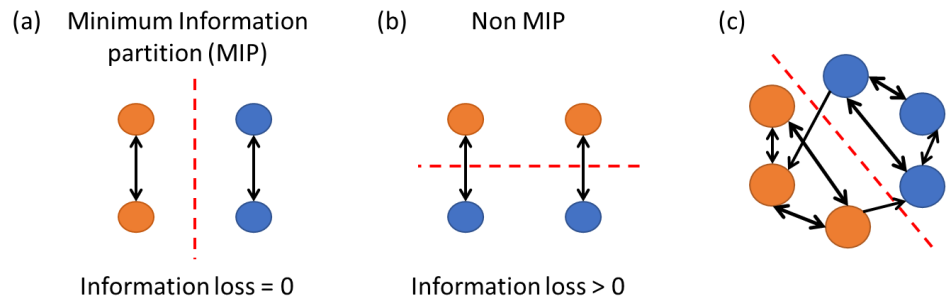 (a)
Minimum Information
partition (MIP)
Information loss = 0
(b)
Non MIP
Information loss > 0
(c)